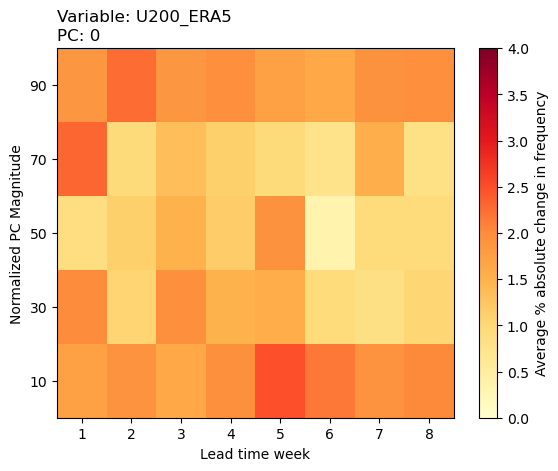 Variable: U200_ERA5
PC: 0
Normalized PC Magnitude
90
70
50
30
10
1 2 3 4 5 6 7 8
Lead time week
4.0
3.5
3.0
2.5
2.0
1.5
1.0
0.5
0.0
Average % absolute change in frequency